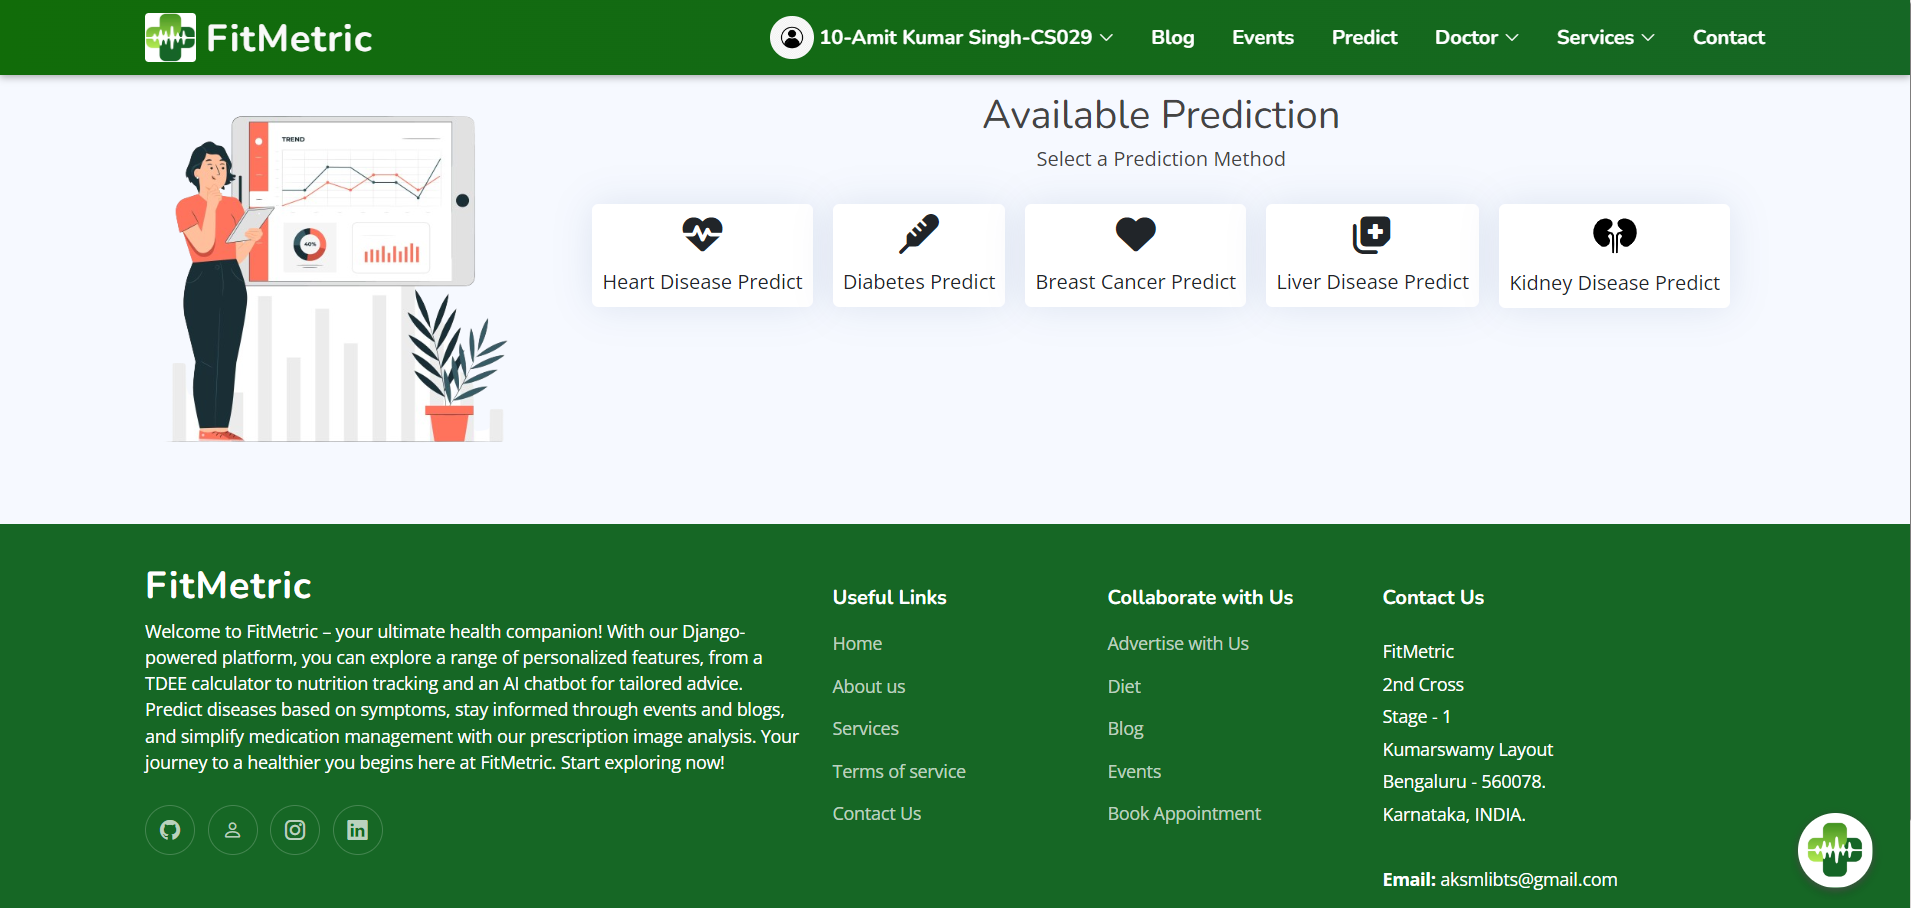 FitMetric
10-Amit Kumar Singh-CS029
Blog
Events
Predict
Doctor
Services
Contact
TREND
40%
Available Prediction
Select a Prediction Method
Heart Disease Predict
Diabetes Predict
Breast Cancer Predict
Liver Disease Predict
Kidney Disease Predict
FitMetric
Welcome to FitMetric – your ultimate health companion! With our Django-
powered platform, you can explore a range of personalized features, from a
TDEE calculator to nutrition tracking and an AI chatbot for tailored advice.
Predict diseases based on symptoms, stay informed through events and blogs,
and simplify medication management with our prescription image analysis. Your
journey to a healthier you begins here at FitMetric. Start exploring now!
Useful Links
Home
About us
Services
Terms of service
Contact Us
Collaborate with Us
Advertise with Us
Diet
Blog
Events
Book Appointment
Contact Us
FitMetric
2nd Cross
Stage - 1
Kumarswamy Layout
Bengaluru - 560078.
Karnataka, INDIA.
Email: aksmlibts@gmail.com